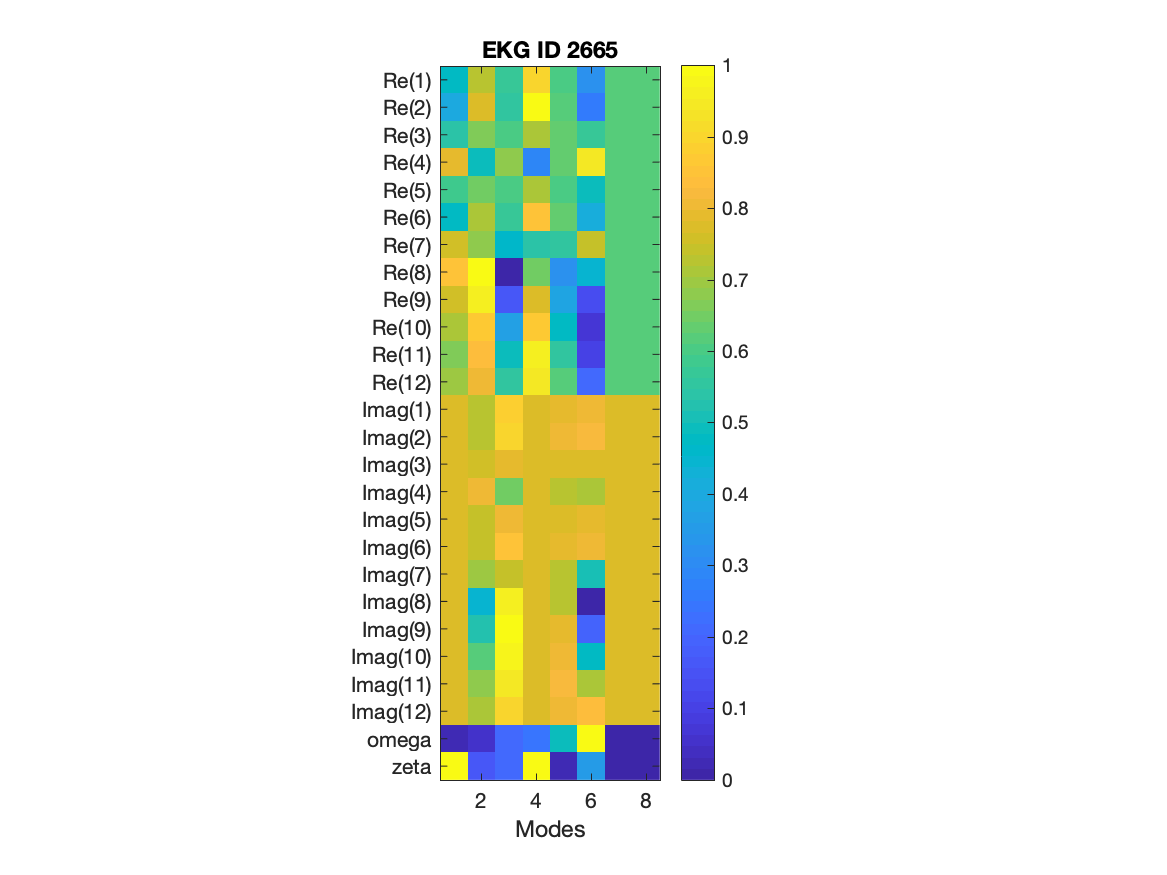 EKG ID 2665
Re(1)
Re(2)
Re(3)
Re(4)
Re(5)
Re(6)
Re(7)
Re(8)
Re(9)
Re(10)
Re(11)
Re(12)
Imag(1)
Imag(2)
Imag(3)
Imag(4)
Imag(5)
Imag(6)
Imag(7)
Imag(8)
Imag(9)
Imag(10)
Imag(11)
Imag(12)
omega
zeta
2 4 6 8
Modes
1
0.9
0.8
0.7
0.6
0.5
0.4
0.3
0.2
0.1
0